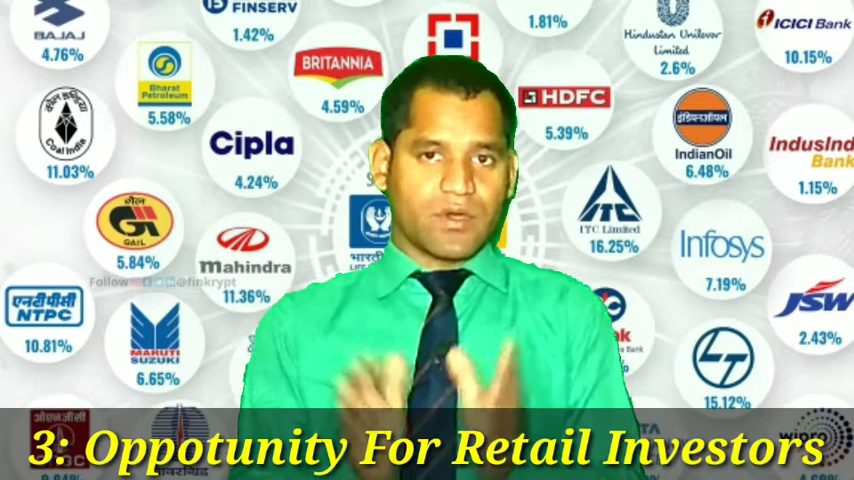 BAJAJ
4.76%
FINSERV
1.42%
1.81%
Hindustan Unilever
Limited
2.6%
ICICI Bank
10.15%
Bharat
Petroleum
5.58%
BRITANNIA
4.59%
HDFC
5.39%
Coal India
11.03%
Cipla
4.24%
इंडियनऑयल
IndianOil
6.48%
IndusInd
Bank
1.15%
गेल
GAIL
5.84%
mahindra
11.36%
भारती
ITC Limited
16.25%
Infosys
7.19%
Follow
@finkrypt
एनटीपीसी
NTPC
10.81%
MARUTI
SUZUKI
6.65%
JSW
2.43%
15.12%
ओएनजीसी
wipro
3: Oppotunity For Retail Investors